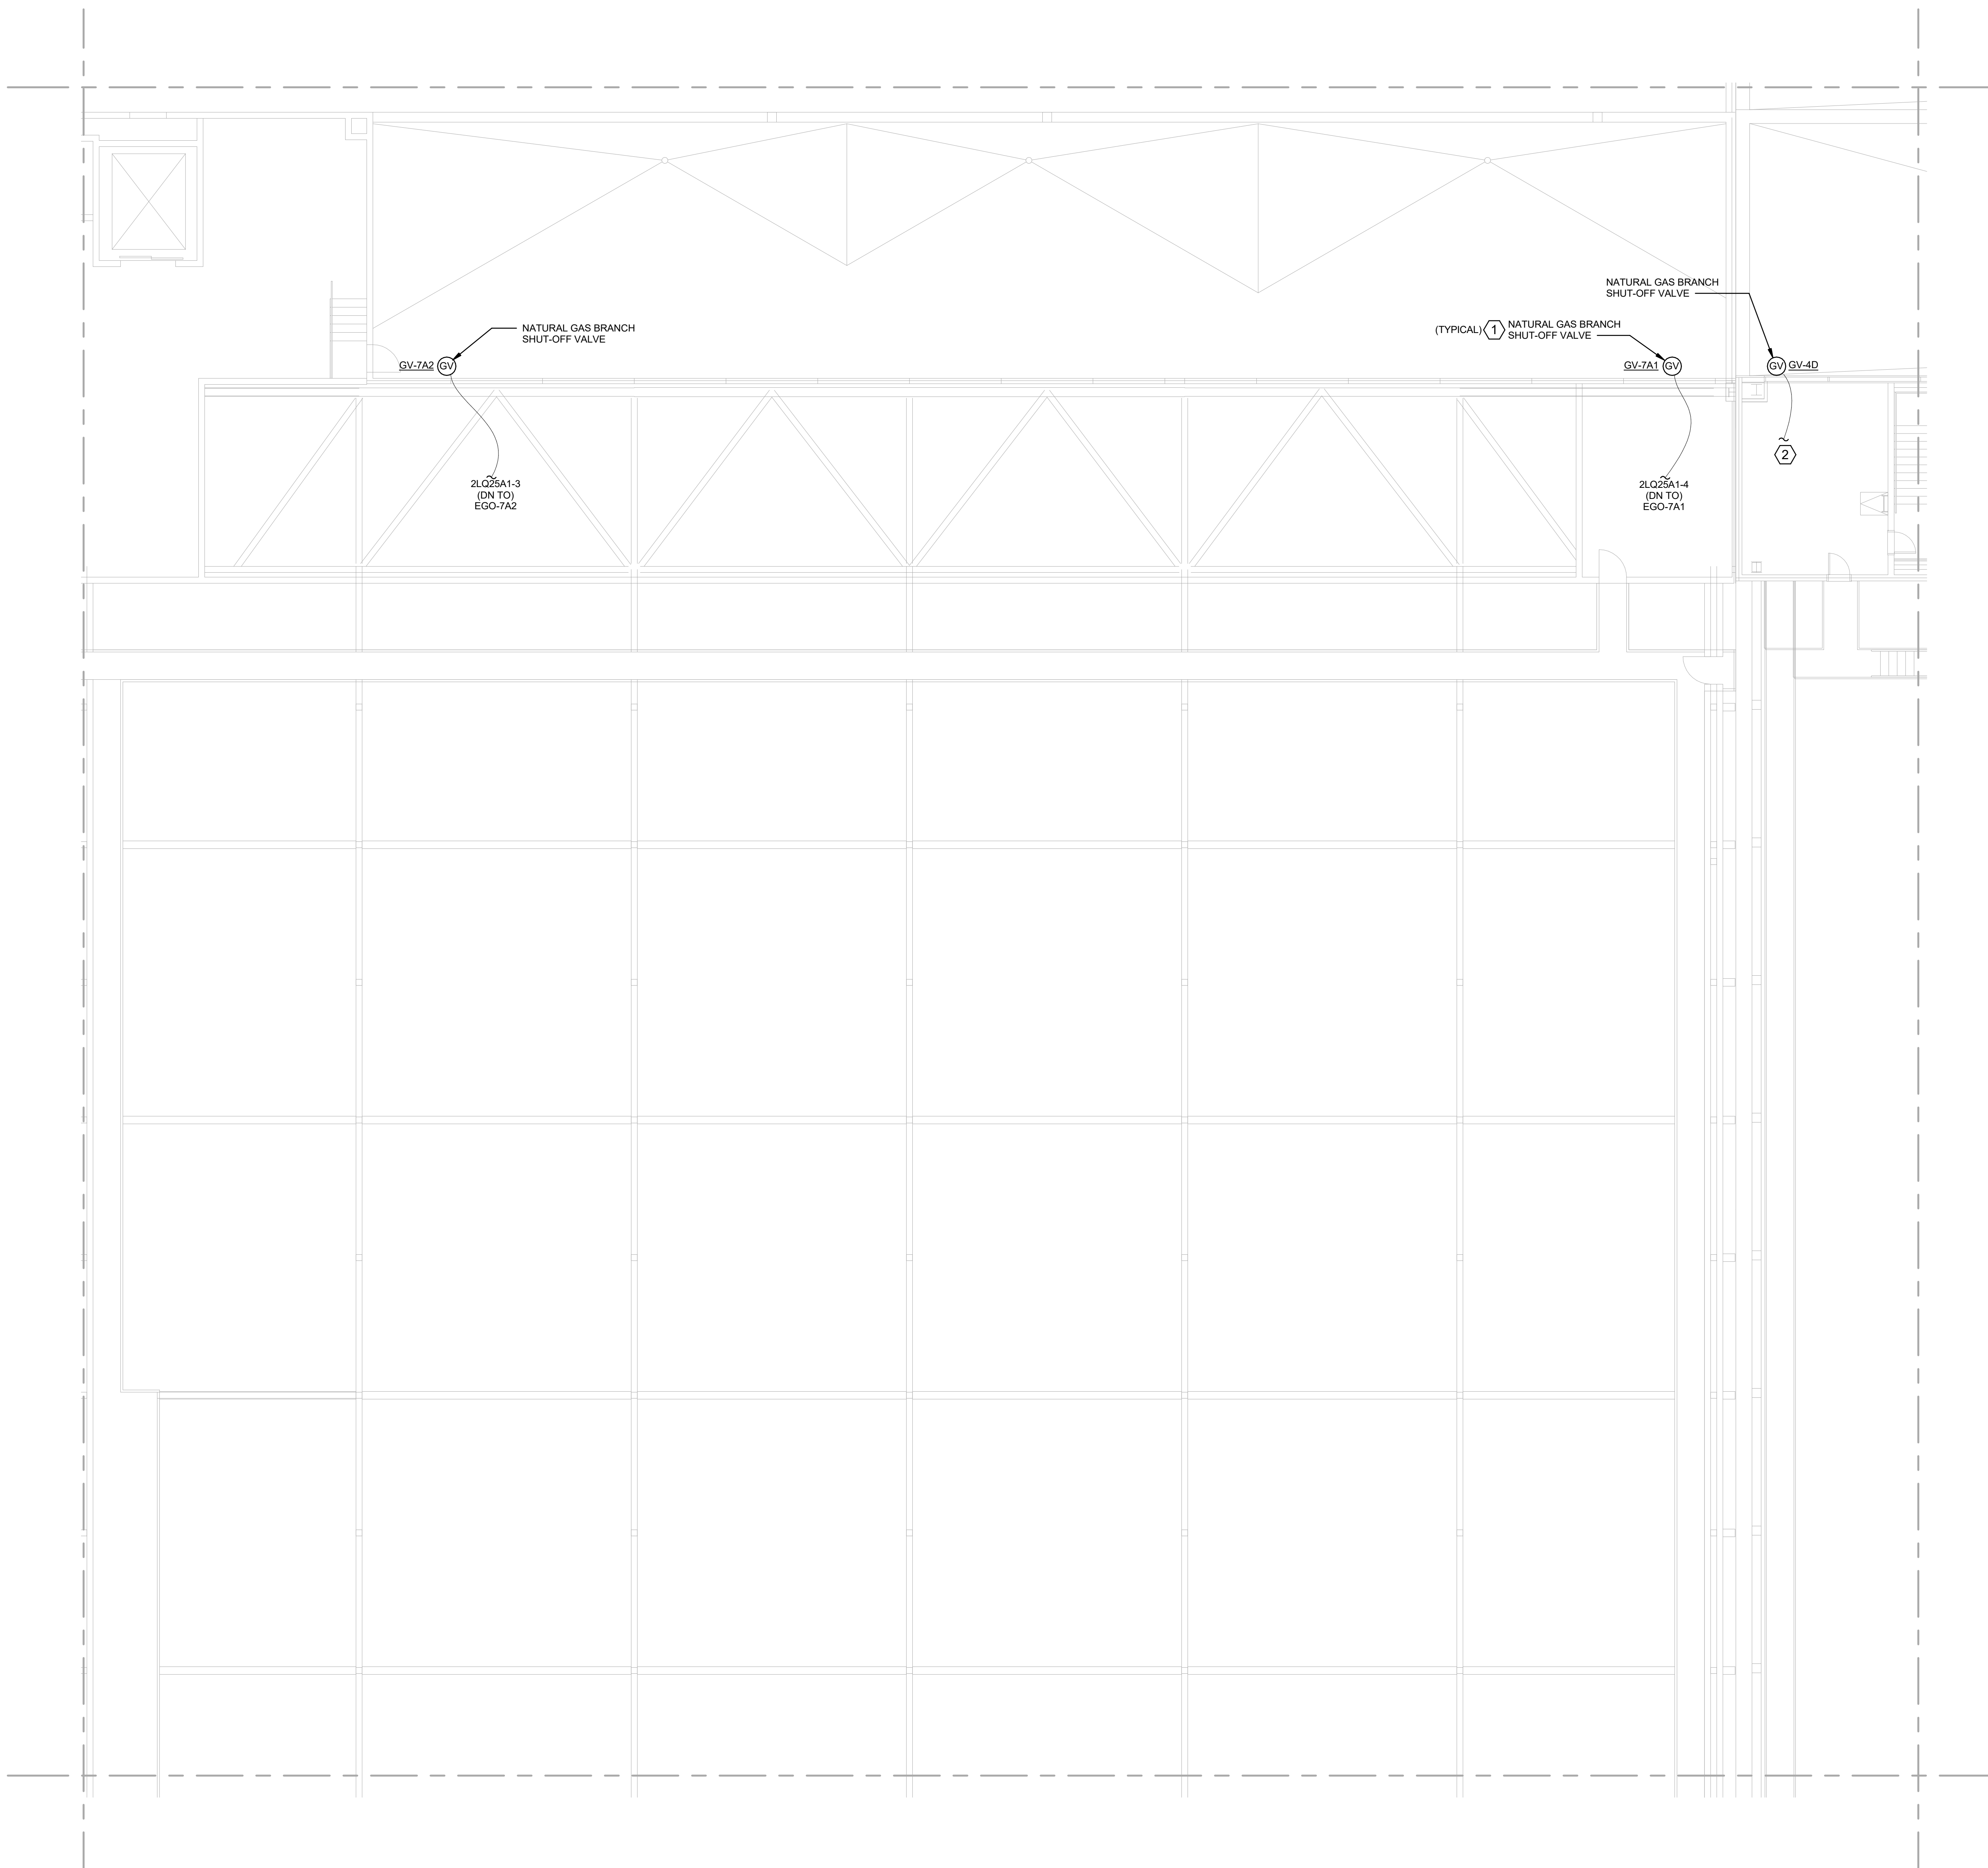 NATURAL GAS BRANCH
SHUT-OFF VALVE
(TYPICAL) 1 NATURAL GAS BRANCH
SHUT-OFF VALVE
NATURAL GAS BRANCH
SHUT-OFF VALVE
GV-7A2 GV
GV-7A1 GV
GV GV-4D
2
2LQ25A1-3
(DN TO)
EGO-7A2
2LQ25A1-4
(DN TO)
EGO-7A1